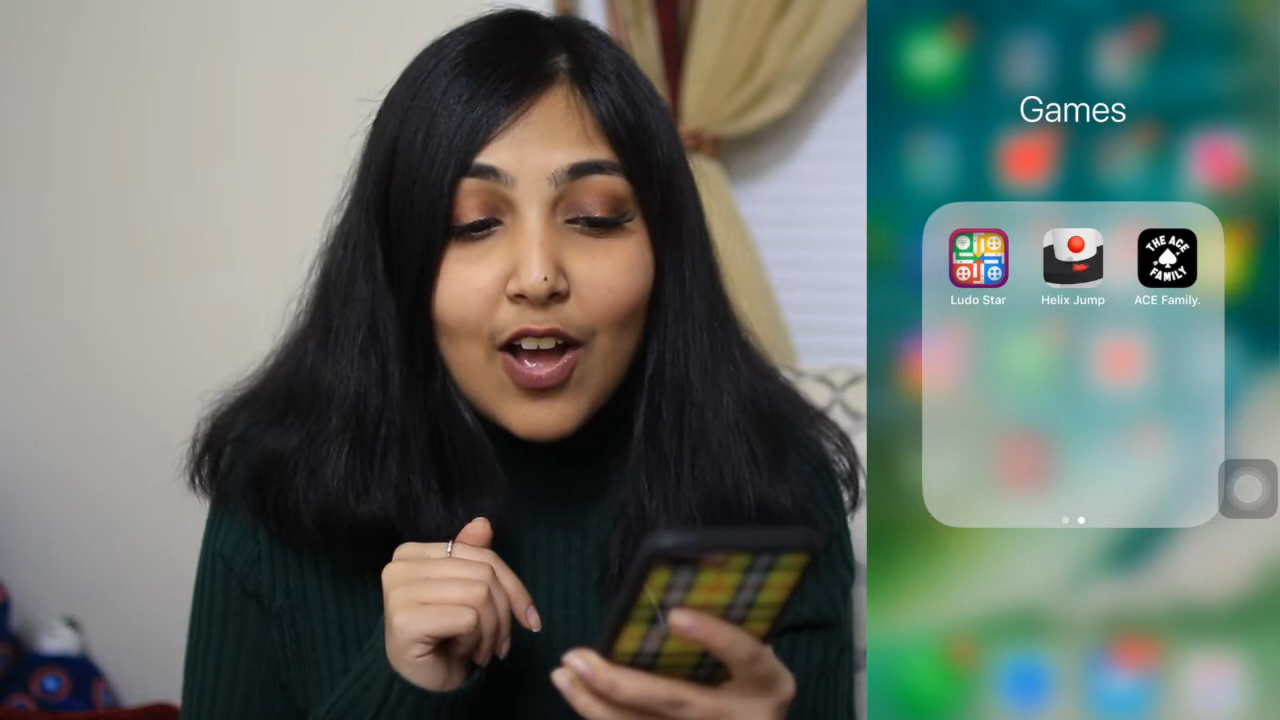 Games
THE ACE
FAMILY
Ludo Star
Helix Jump
ACE Family.